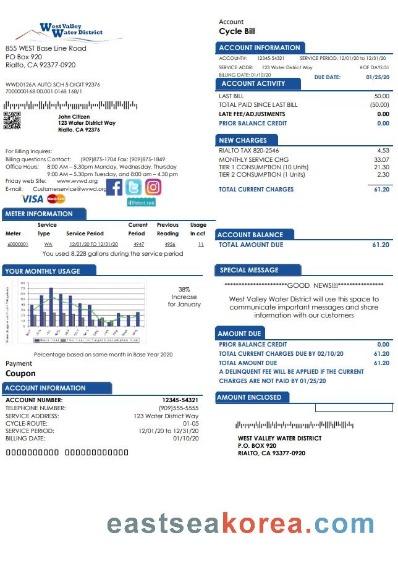 West Valley
Water District
855 WEST Base Line Road
PO Box 920
Rialto, CA 92377-0920
WWD0126A AUTO SCH 5-DIGIT 92376
John Citizen
123 Water District Way
Rialto, CA 92376
For Billing Inquires:
Billing questions Contact: (909)875-1704 Fax: (909)875-1849
Office Hours: 8:00 AM - 5.30pm Monday, Wednesday, Thursday
9:00 AM - 5.30pm Tuesday, and Friday, 8:00 AM - 4:30pm
Friday web Site: www.wvwd.org
E-mail: Customerservice@wvwd.org
VISA
METER INFORMATION
Service Current Previous Usage
Meter Type Service Period Period Reading in ccf
60000001 WA 12/01/20 TO 12/31/20 4947 4936 11
You used 8,228 gallons during the service period
YOUR MONTHLY USAGE
38%
Increase
for January
Percentage based on same month in Base Year 2020
Payment
Coupon
ACCOUNT INFORMATION
ACCOUNT NUMBER: 12345-54321
TELEPHONE NUMBER: (909)555-5555
SERVICE ADDRESS: 123 Water District Way
CYCLE-ROUTE: 01-05
SERVICE PERIOD: 12/01/20 to 12/31/20
BILLING DATE: 01/10/20
Account
Cycle Bill
ACCOUNT INFORMATION
ACCOUNT#: 12345-54321 SERVICE PERIOD: 12/01/20 to 12/31/20
SERVICE ADDR: 123 Water District Way
BILLING DATE: 01/10/20 DUE DATE: 01/25/20
ACCOUNT ACTIVITY
LAST BILL 50.00
TOTAL PAID SINCE LAST BILL (50.00)
LATE FEE/ADJUSTMENTS 0.00
PRIOR BALANCE CREDIT 0.00
NEW CHARGES
RIALTO TAX 820-2546 4.53
MONTHLY SERVICE CHG 33.07
TIER 1 CONSUMPTION (10 Units) 21.30
TIER 2 CONSUMPTION (1 Units) 2.30
TOTAL CURRENT CHARGES 61.20
ACCOUNT BALANCE
TOTAL AMOUNT DUE 61.20
SPECIAL MESSAGE
GOOD NEWS
West Valley Water District will use this space to
communicate important messages and share
information with our customers
AMOUNT DUE
PRIOR BALANCE CREDIT 0.00
TOTAL CURRENT CHARGES DUE BY 02/10/20 61.20
TOTAL AMOUNT DUE 61.20
A DELINQUENT FEE WILL BE APPLIED IF THE CURRENT
CHARGES ARE NOT PAID BY 01/25/20
AMOUNT ENCLOSED
WEST VALLEY WATER DISTRICT
P.O. BOX 920
RIALTO, CA 93377-0920
eastseakorea.com